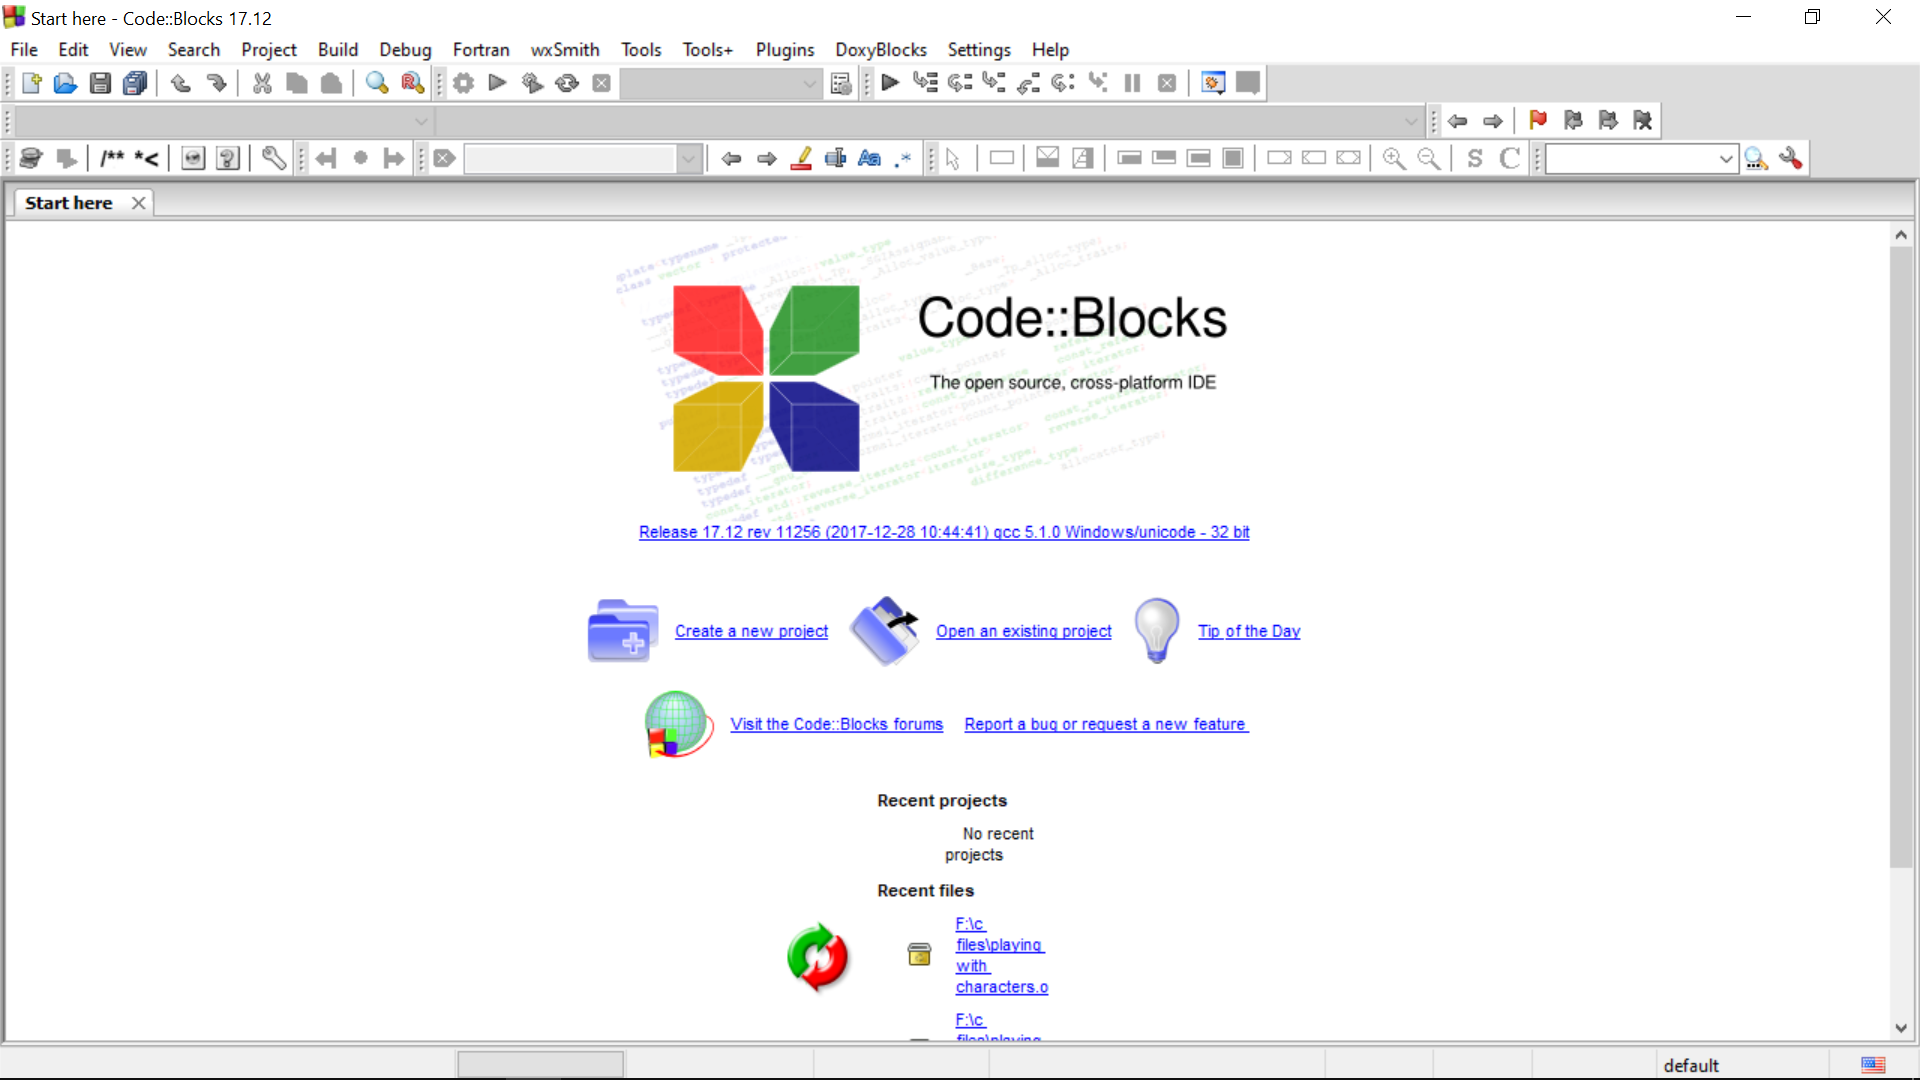 Start here - Code::Blocks 17.12
File Edit View Search Project Build Debug Fortran wxSmith Tools Tools+ Plugins DoxyBlocks Settings Help
/** *<
S C
Start here
Code::Blocks
The open source, cross-platform IDE
Release 17.12 rev 11256 (2017-12-28 10:44:41) gcc 5.1.0 Windows/unicode - 32 bit
Create a new project Open an existing project Tip of the Day
Visit the Code::Blocks forums Report a bug or request a new feature
Recent projects
No recent
projects
Recent files
F:\c
files\playing
with
characters.o
F:\c
files\playing
default